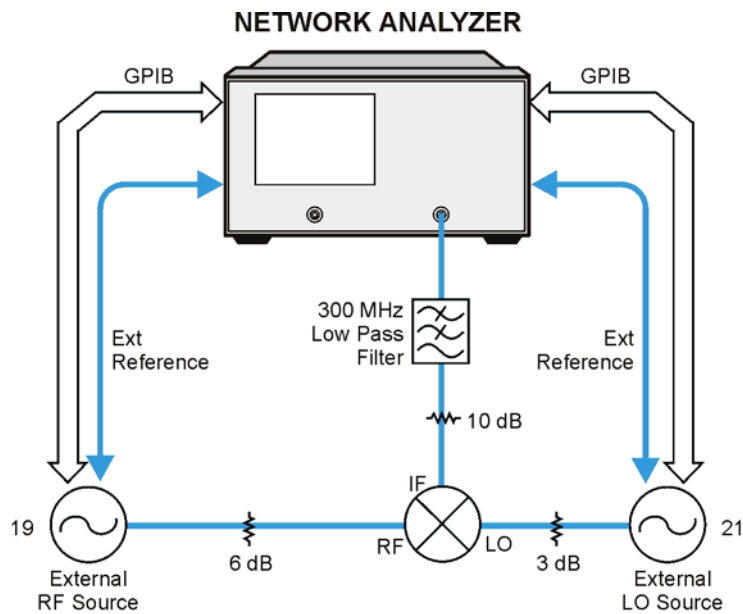 NETWORK ANALYZER
GPIB
GPIB
Ext
Reference
300 MHz
Low Pass
Filter
Ext
Reference
10 dB
IF
RF
LO
6 dB
3 dB
19
External
RF Source
21
External
LO Source